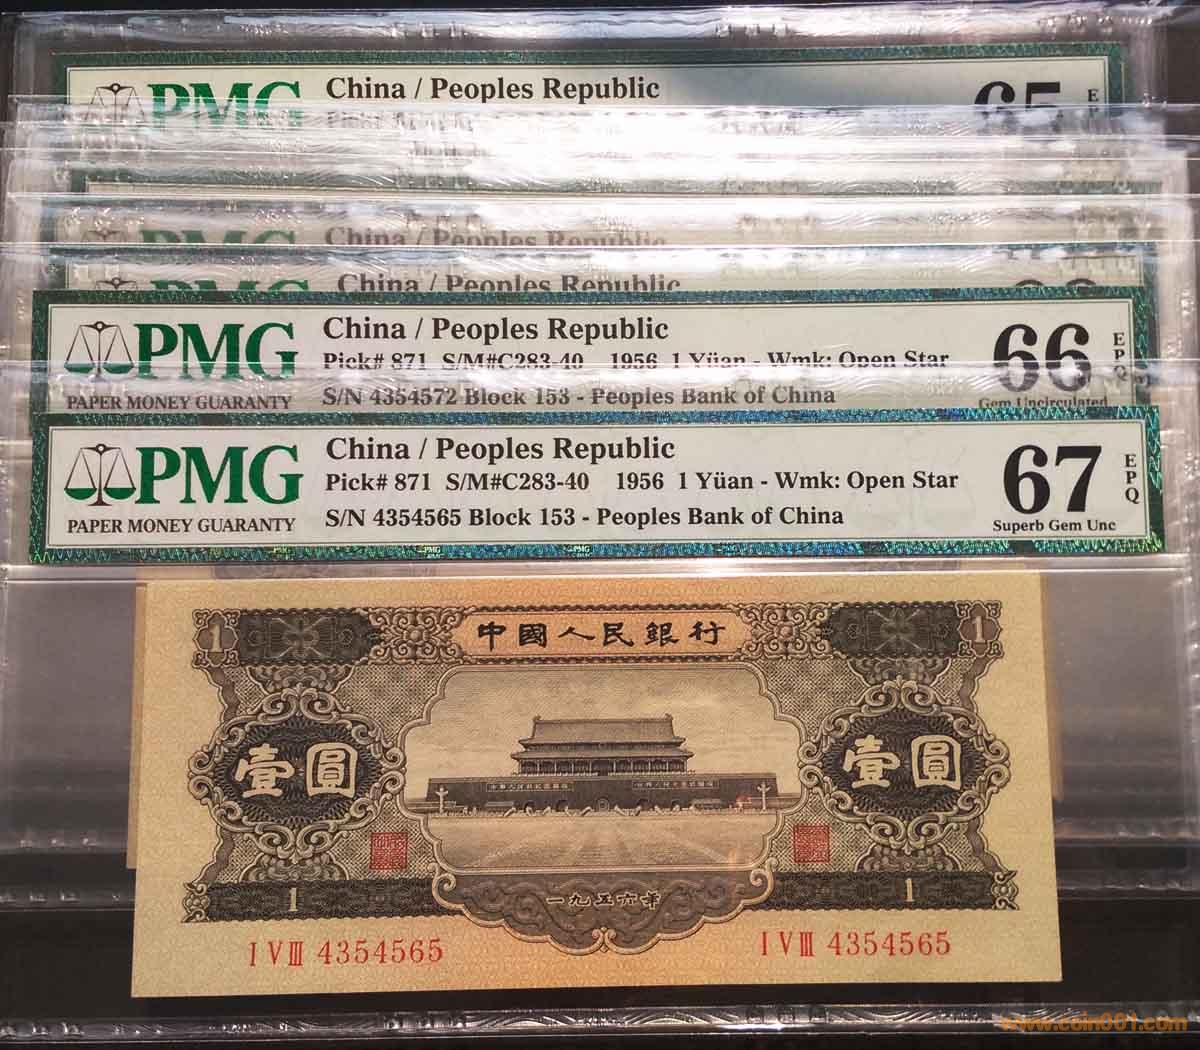 PMG China / Peoples Republic 65
China / Peoples Republic
China / Peoples Republic
PMG China / Peoples Republic 66 EPQ
Pick# 871 S/M#C283-40 1956 1 Yüan - Wmk: Open Star
PAPER MONEY GUARANTY S/N 4354572 Block 153 - Peoples Bank of China Gem Uncirculated
PMG China / Peoples Republic 67 EPQ
Pick# 871 S/M#C283-40 1956 1 Yüan - Wmk: Open Star
PAPER MONEY GUARANTY S/N 4354565 Block 153 - Peoples Bank of China Superb Gem Unc
PMG PMG PMG
1 中國人民銀行 1
壹圓 壹圓
1 一九五六年 1
I V III 4354565 I V III 4354565
www.coin001.com